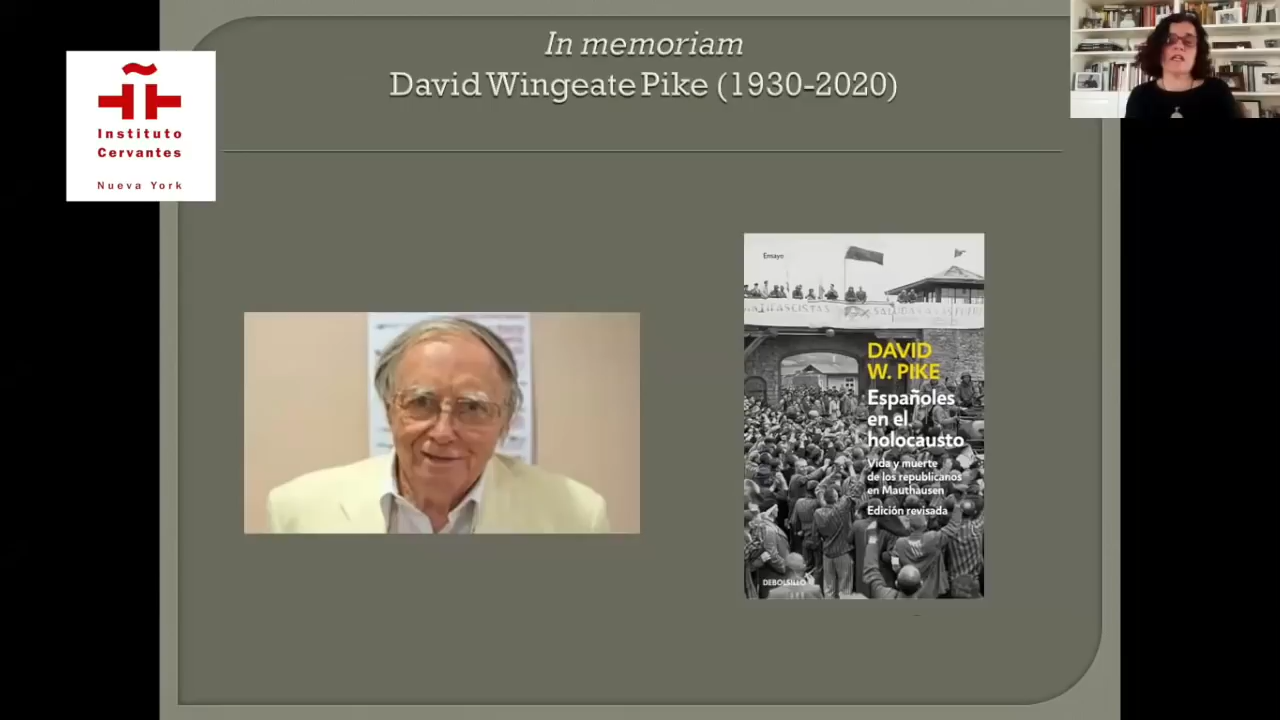 In memoriam
David Wingeate Pike (1930-2020)
Instituto
Cervantes
Nueva York
Ensayo
DAVID
W. PIKE
Españoles
en el
holocausto
Vida y muerte
de los republicanos
en Mauthausen
Edición revisada
DEBOLSILLO